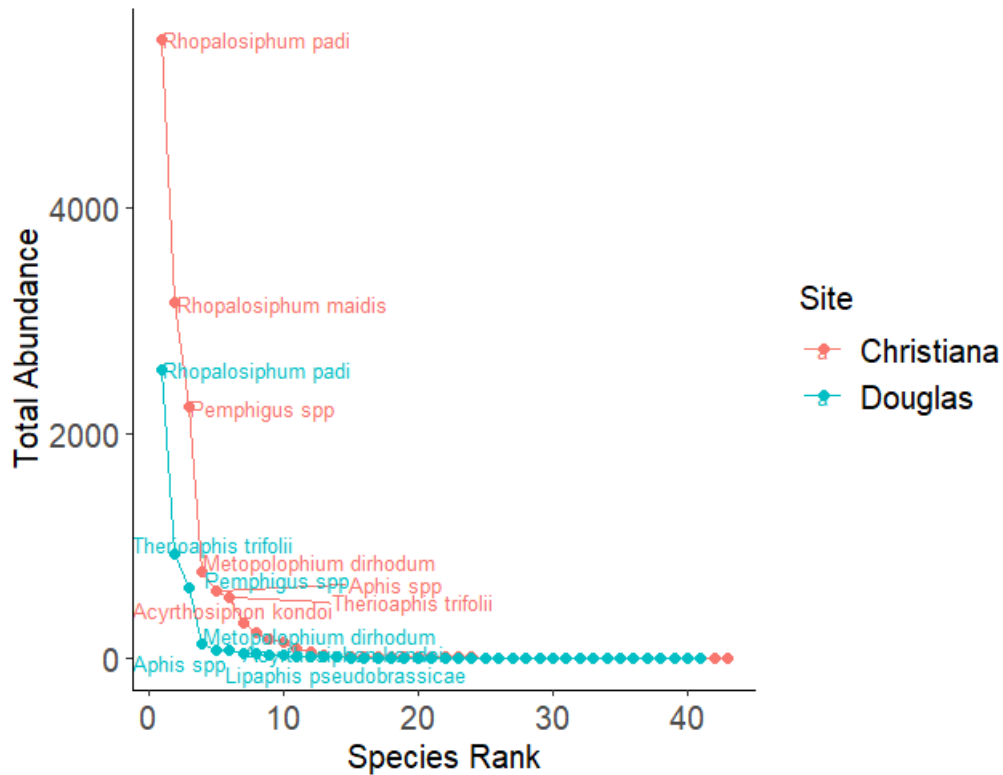 Rhopalosiphum padi
Rhopalosiphum maidis
Rhopalosiphum padi
Pemphigus spp
Therioaphis trifolii
Metopolophium dirhodum
Pemphigus spp
Aphis spp
Therioaphis trifolii
Acyrthosiphon kondoi
Metopolophium dirhodum
Aphis spp
Lipaphis pseudobrassicae
4000
2000
0
Total Abundance
0 10 20 30 40
Species Rank
Site
a Christiana
a Douglas